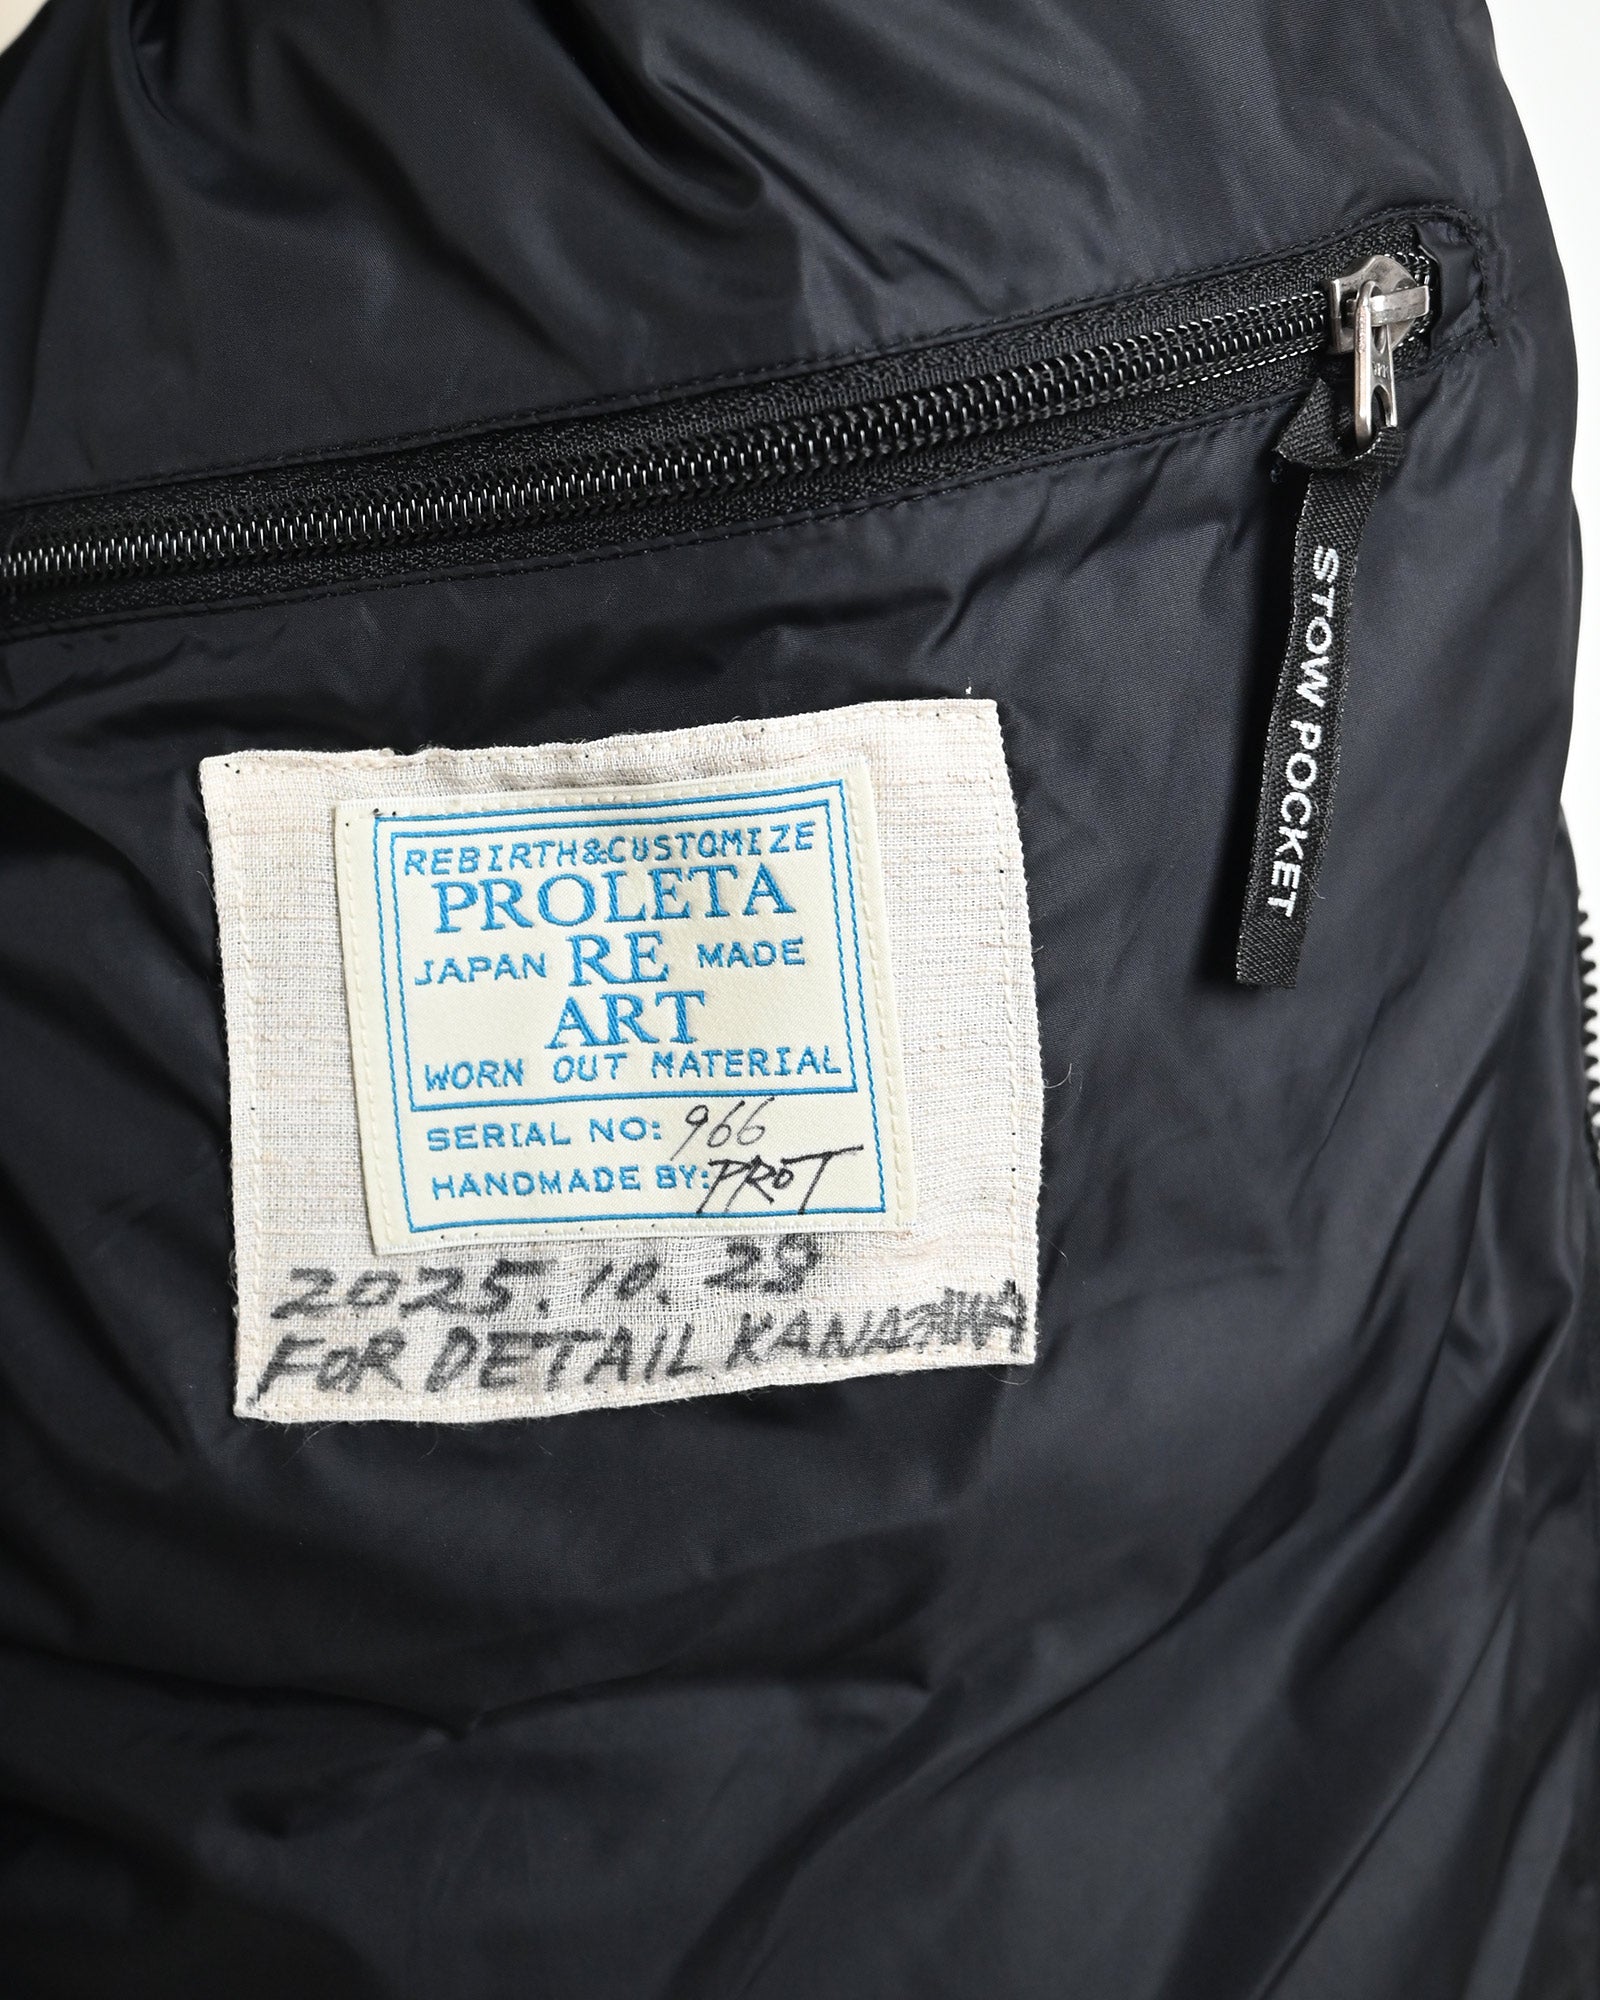 STOW POCKET
REBIRTH&CUSTOMIZE
PROLETA
JAPAN RE MADE
ART
WORN OUT MATERIAL
SERIAL NO: 966
HANDMADE BY: PROT
2025.10.29
FOR DETAIL KANAZAWA